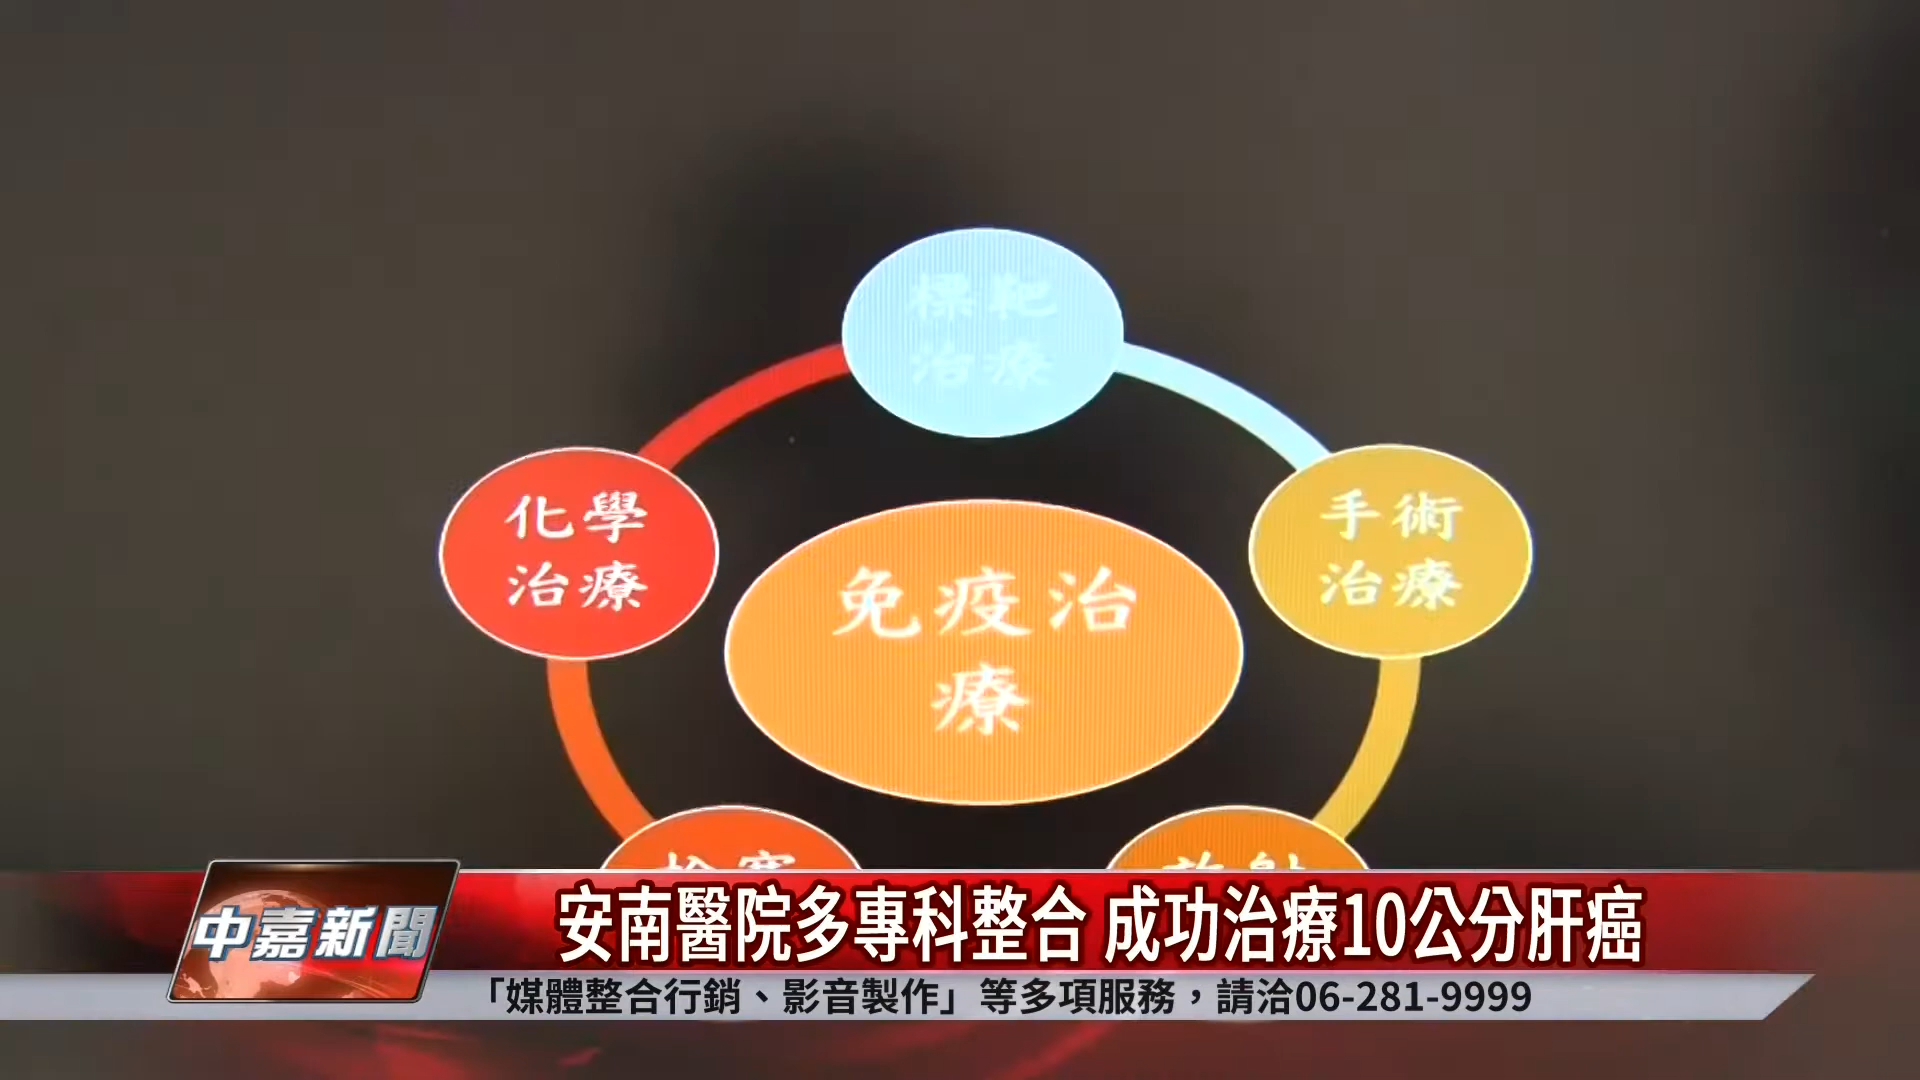 標靶
治療
化學
治療
手術
治療
免疫治
療
中嘉新聞
安南醫院多專科整合 成功治療10公分肝癌
「媒體整合行銷、影音製作」等多項服務，請洽06-281-9999